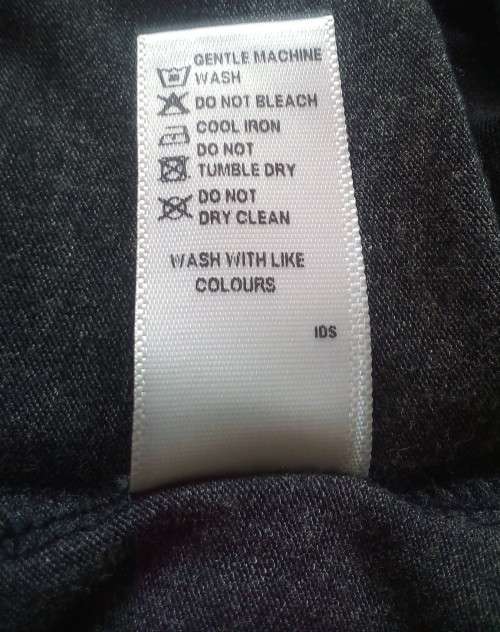 GENTLE MACHINE
WASH
DO NOT BLEACH
COOL IRON
DO NOT
TUMBLE DRY
DO NOT
DRY CLEAN
WASH WITH LIKE
COLOURS
IDS